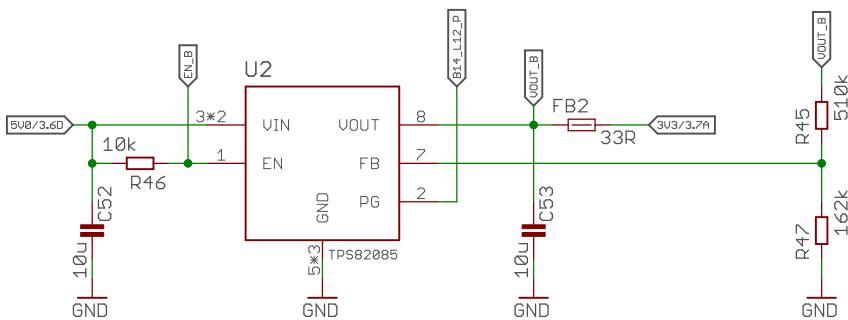 U2
5V0/3.6D
10k
R46
C52
10u
GND
EN_B
3*2
VIN
VOUT
8
1
EN
FB
7
PG
2
GND
5*3
TPS82085
GND
B14_L12_P
VOUT_B
FB2
33R
3V3/3.7A
C53
10u
GND
VOUT_B
R45
510k
R47
162k
GND